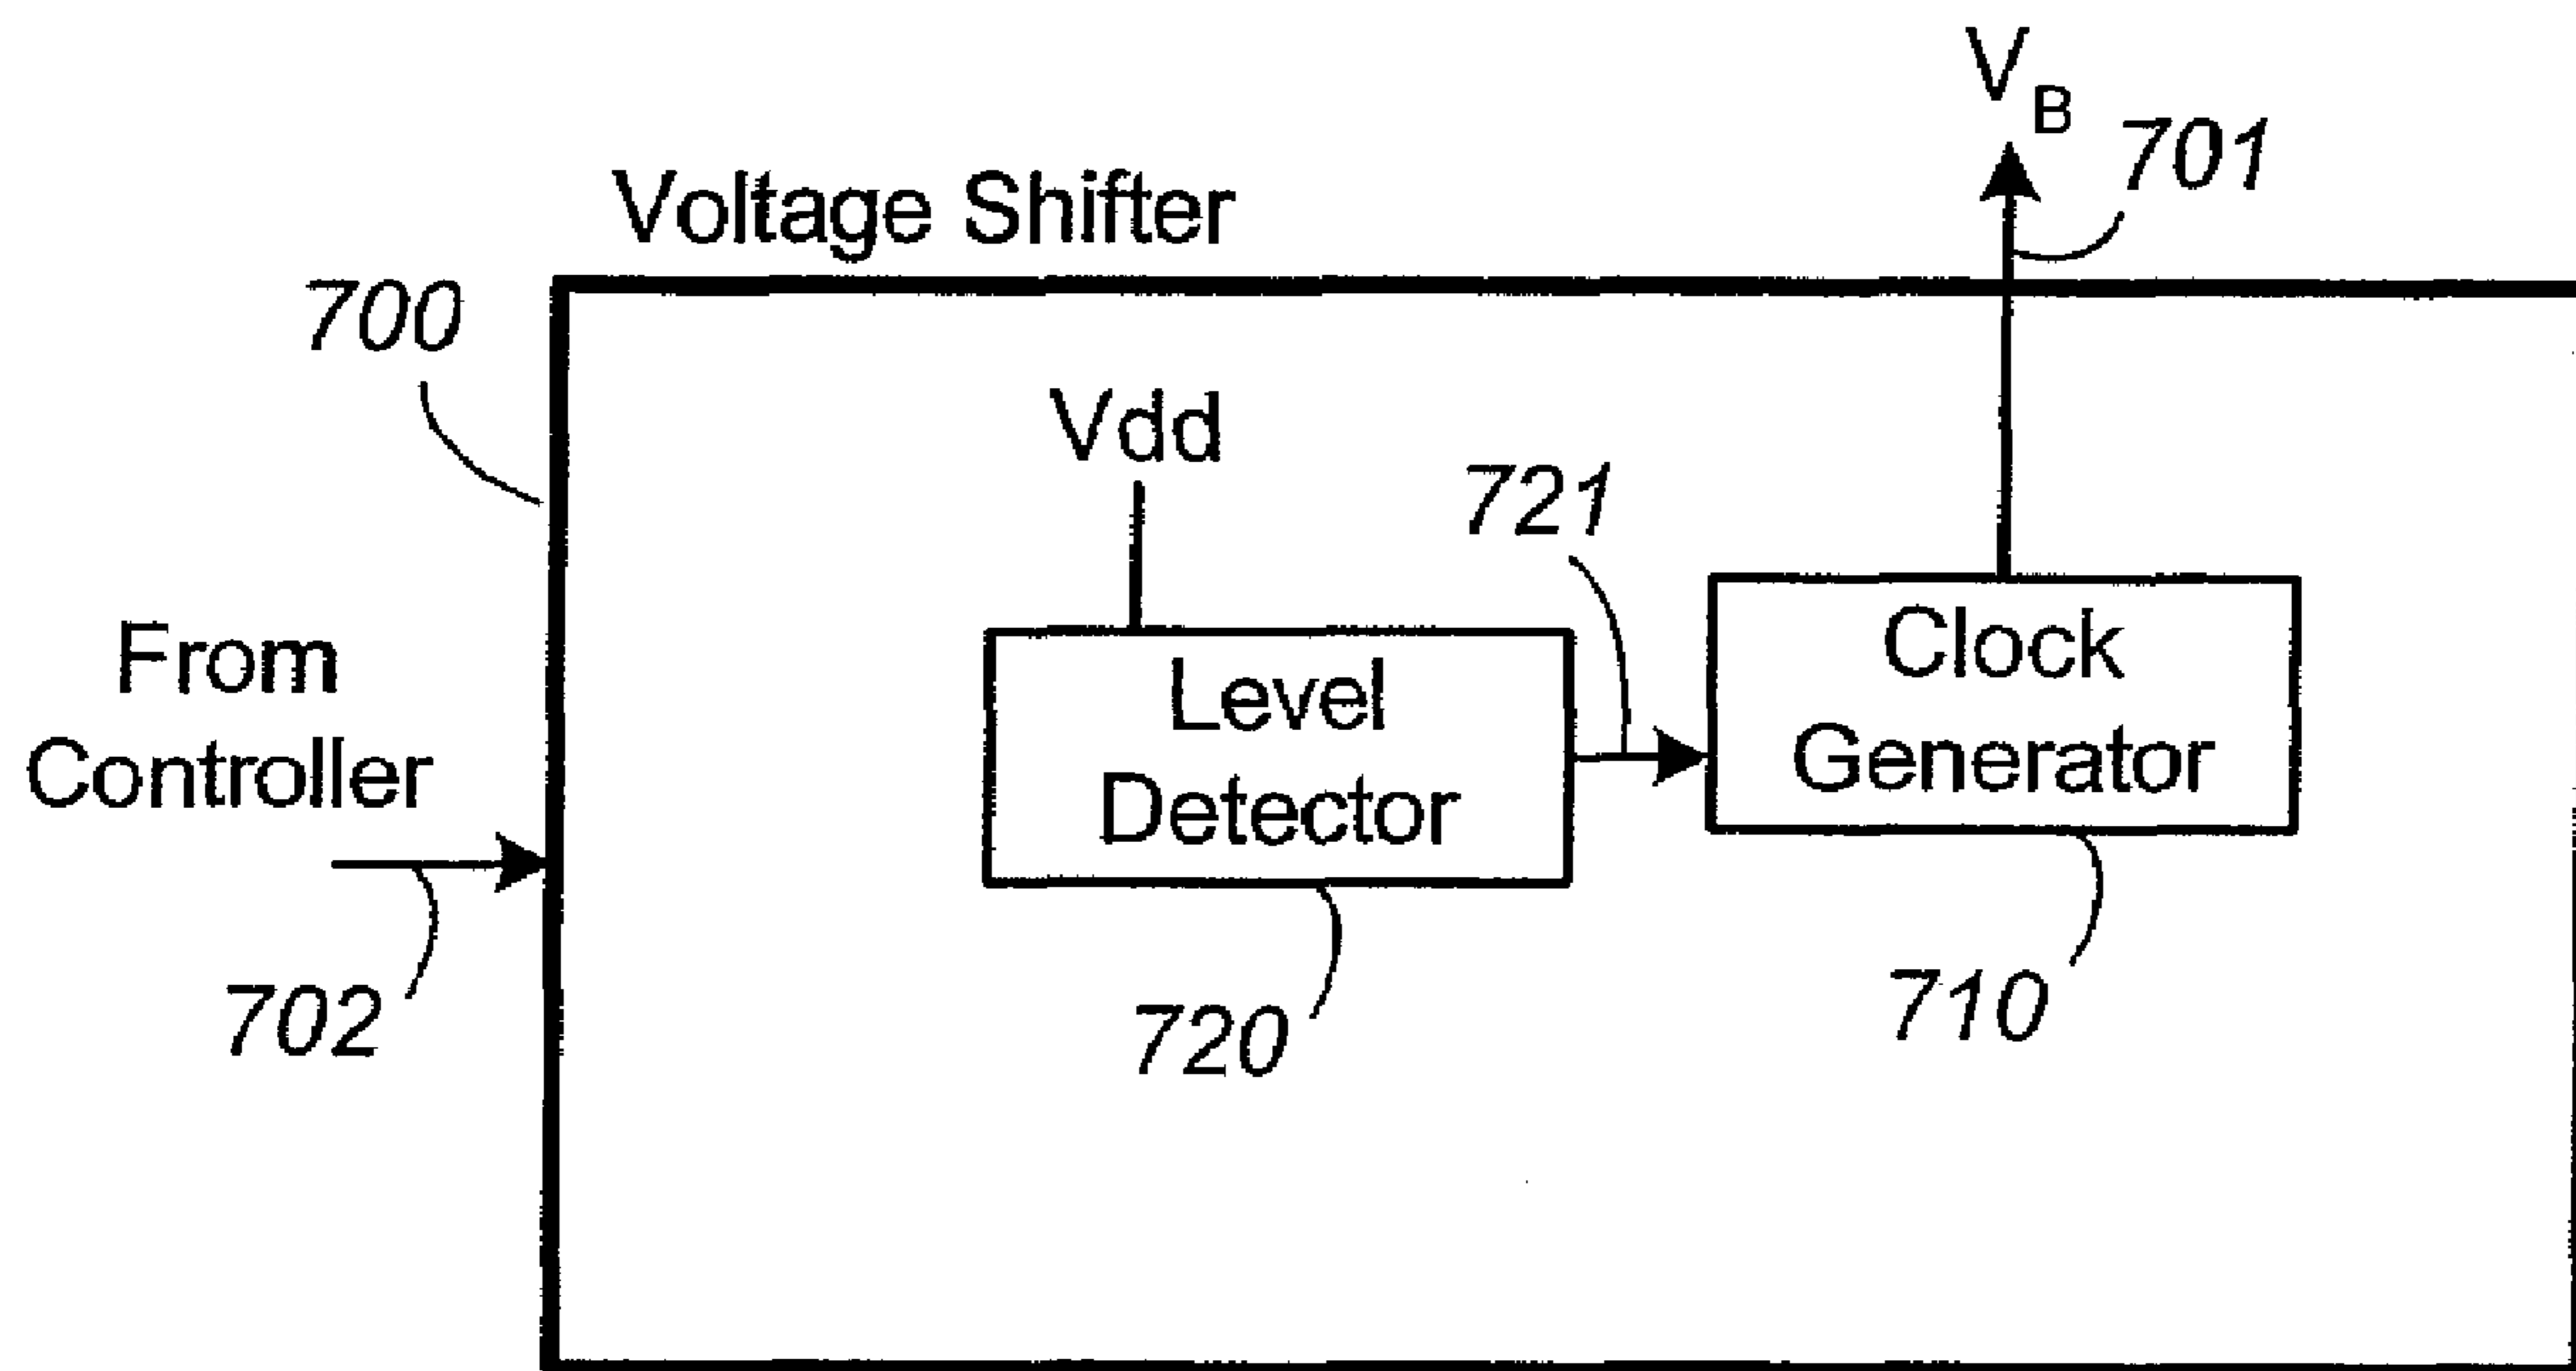 V B
701
Voltage Shifter
700
Vdd
721
From
Controller
Level
Detector
Clock
Generator
702
720
710